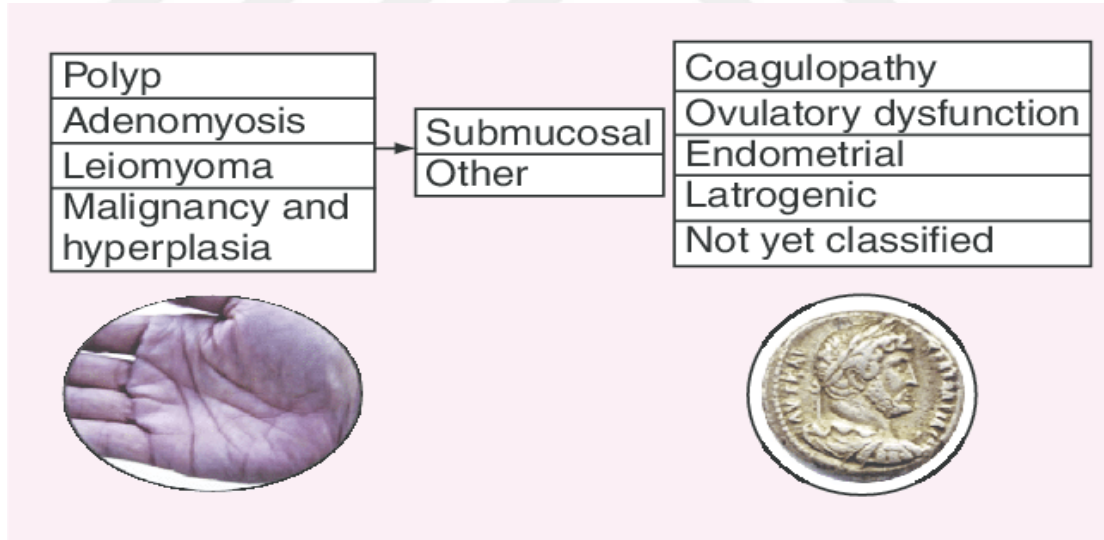 Polyp
Adenomyosis
Leiomyoma
Malignancy and
hyperplasia
Submucosal
Other
Coagulopathy
Ovulatory dysfunction
Endometrial
Latrogenic
Not yet classified